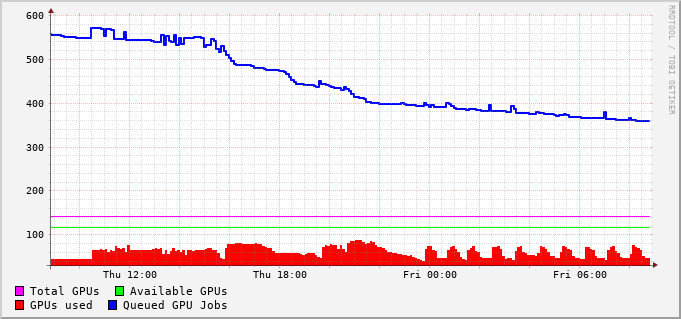 600
500
400
300
200
100
Thu 12:00 Thu 18:00 Fri 00:00 Fri 06:00
Total GPUs Available GPUs
GPUs used Queued GPU Jobs
RRDTOOL / TOBI OETIKER